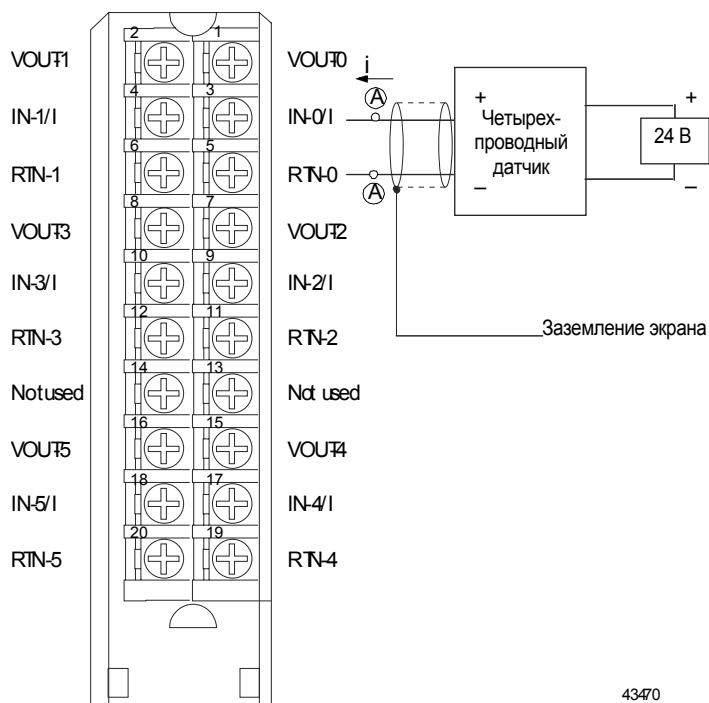 2 1
VOUT-1 VOUT-0
i
A
4 3
IN-1/I IN-0/I
6 5
RTN-1 RTN-0
A
+
Четырех-
проводный
датчик
–
+
24 В
–
8 7
VOUT-3 VOUT-2
10 9
IN-3/I IN-2/I
12 11
RTN-3 RTN-2
Заземление экрана
14 13
Not used Not used
16 15
VOUT-5 VOUT-4
18 17
IN-5/I IN-4/I
20 19
RTN-5 RTN-4
43470